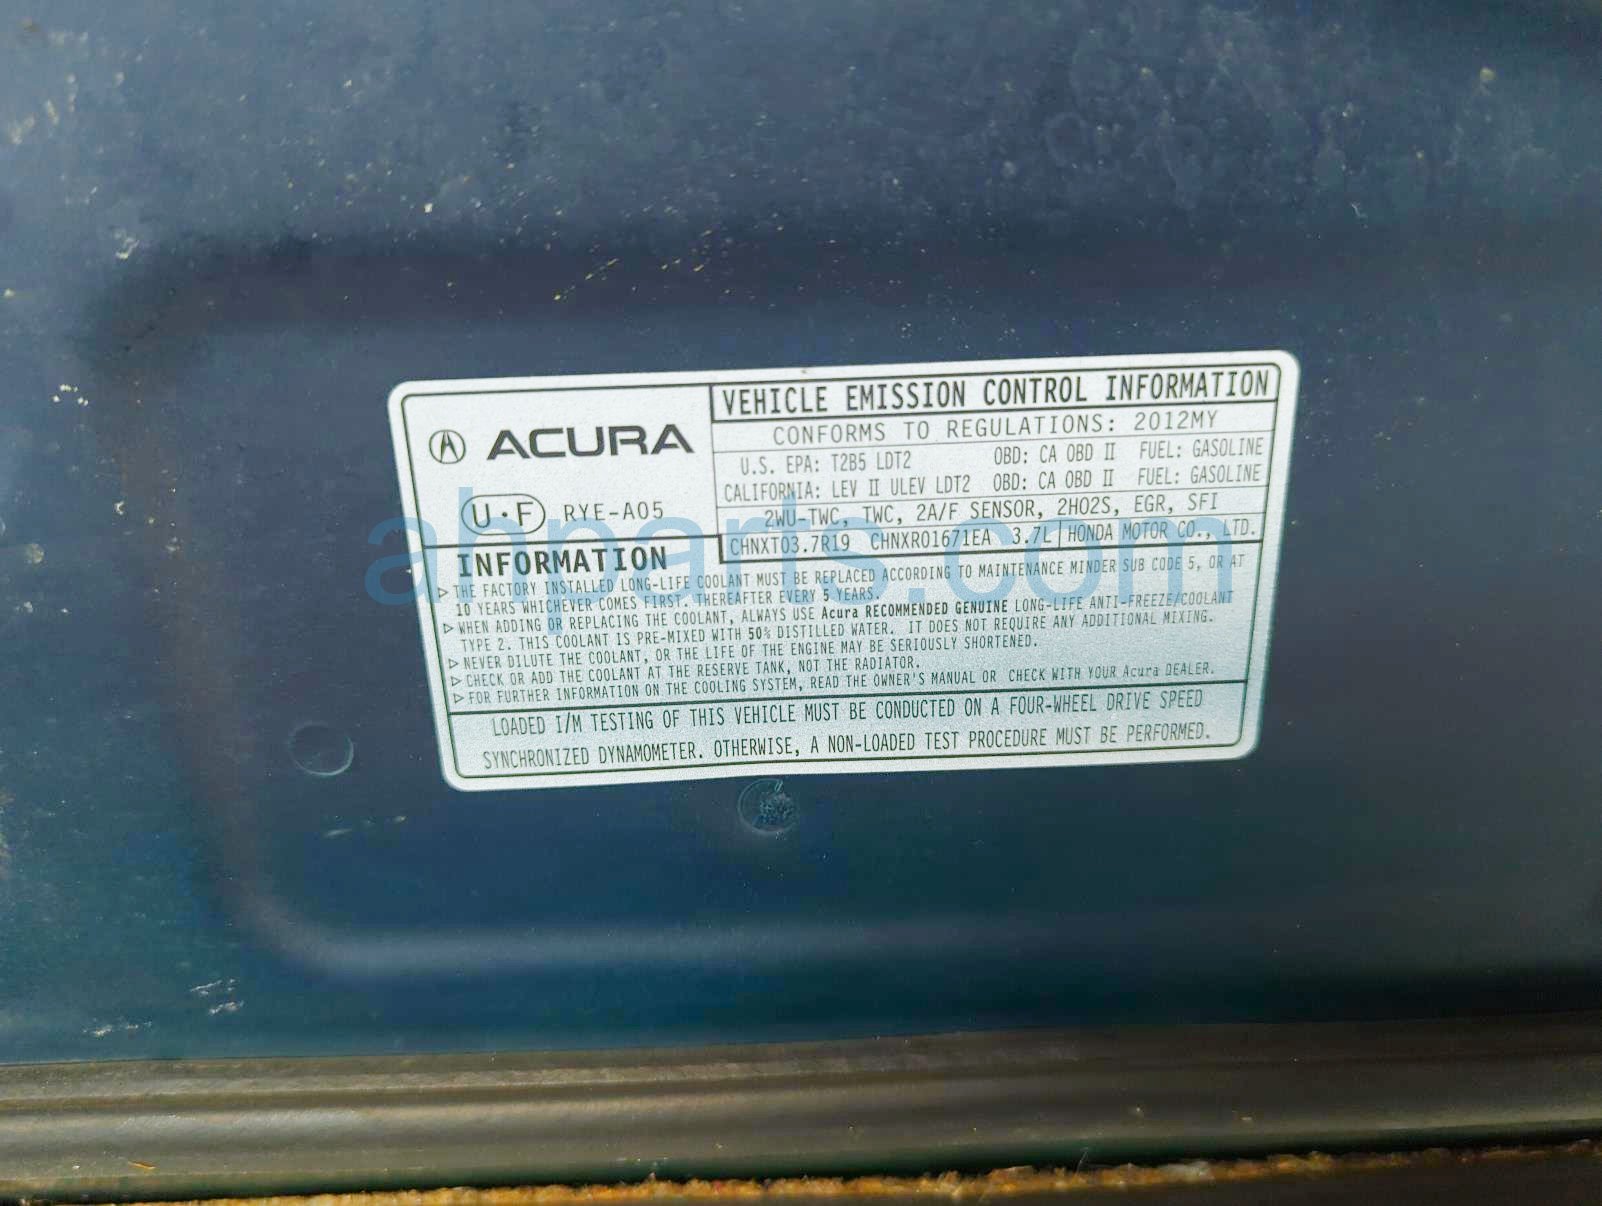 ACURA
U·F RYE-A05
VEHICLE EMISSION CONTROL INFORMATION
CONFORMS TO REGULATIONS: 2012MY
U.S. EPA: T2B5 LDT2 OBD: CA OBD II FUEL: GASOLINE
CALIFORNIA: LEV II ULEV LDT2 OBD: CA OBD II FUEL: GASOLINE
2WU-TWC, TWC, 2A/F SENSOR, 2HO2S, EGR, SFI
CHNXT03.7R19 CHNXR01671EA 3.7L HONDA MOTOR CO., LTD.
INFORMATION
▷ THE FACTORY INSTALLED LONG-LIFE COOLANT MUST BE REPLACED ACCORDING TO MAINTENANCE MINDER SUB CODE 5, OR AT
10 YEARS WHICHEVER COMES FIRST. THEREAFTER EVERY 5 YEARS.
▷ WHEN ADDING OR REPLACING THE COOLANT, ALWAYS USE Acura RECOMMENDED GENUINE LONG-LIFE ANTI-FREEZE/COOLANT
TYPE 2. THIS COOLANT IS PRE-MIXED WITH 50% DISTILLED WATER. IT DOES NOT REQUIRE ANY ADDITIONAL MIXING.
▷ NEVER DILUTE THE COOLANT, OR THE LIFE OF THE ENGINE MAY BE SERIOUSLY SHORTENED.
▷ CHECK OR ADD THE COOLANT AT THE RESERVE TANK, NOT THE RADIATOR.
▷ FOR FURTHER INFORMATION ON THE COOLING SYSTEM, READ THE OWNER'S MANUAL OR CHECK WITH YOUR Acura DEALER.
LOADED I/M TESTING OF THIS VEHICLE MUST BE CONDUCTED ON A FOUR-WHEEL DRIVE SPEED
SYNCHRONIZED DYNAMOMETER. OTHERWISE, A NON-LOADED TEST PROCEDURE MUST BE PERFORMED.
ahparts.com